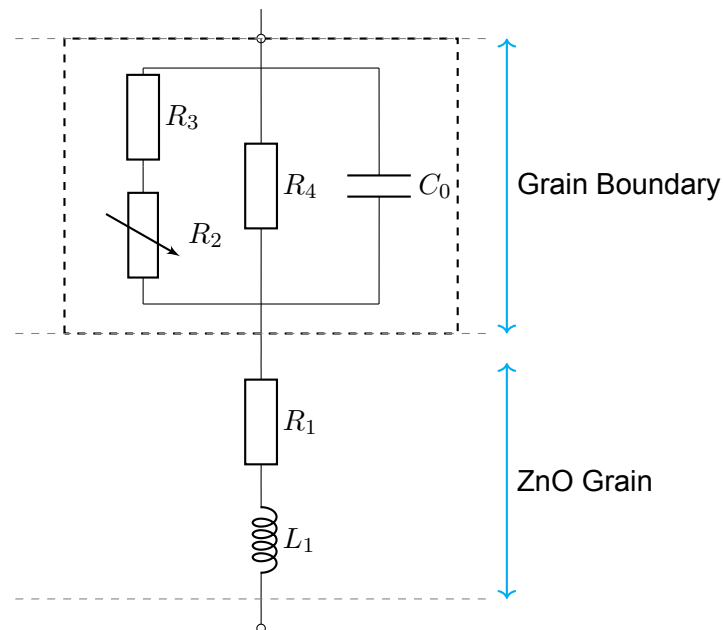 R₃
R₂
R₄
C₀
Grain Boundary
R₁
L₁
ZnO Grain